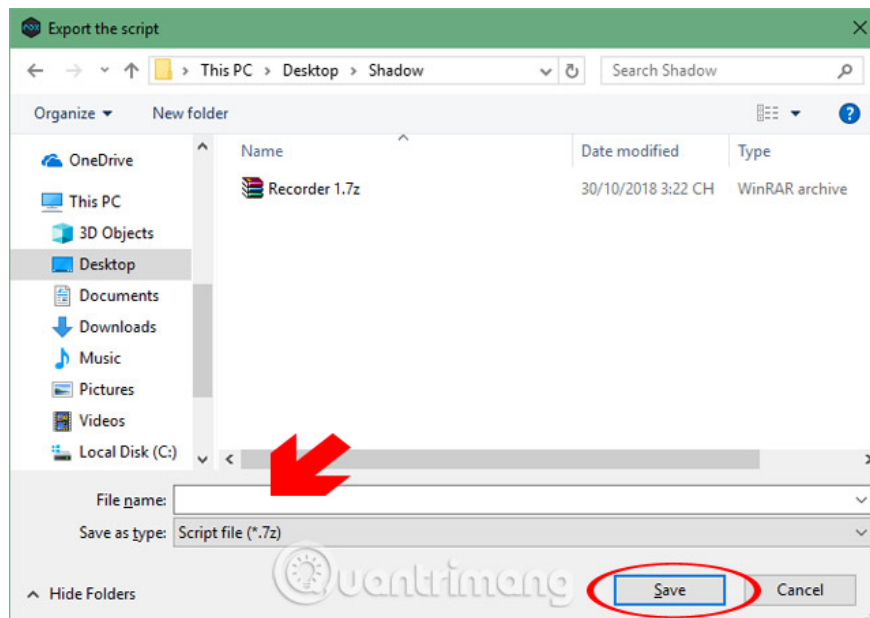 nox Export the script
This PC > Desktop > Shadow
Search Shadow
Organize
New folder
?
Name
Date modified
Type
OneDrive
This PC
3D Objects
Desktop
Documents
Downloads
Music
Pictures
Videos
Local Disk (C:)
Recorder 1.7z
30/10/2018 3:22 CH
WinRAR archive
File name:
Save as type:
Script file (*.7z)
Quantrimang
Hide Folders
Save
Cancel